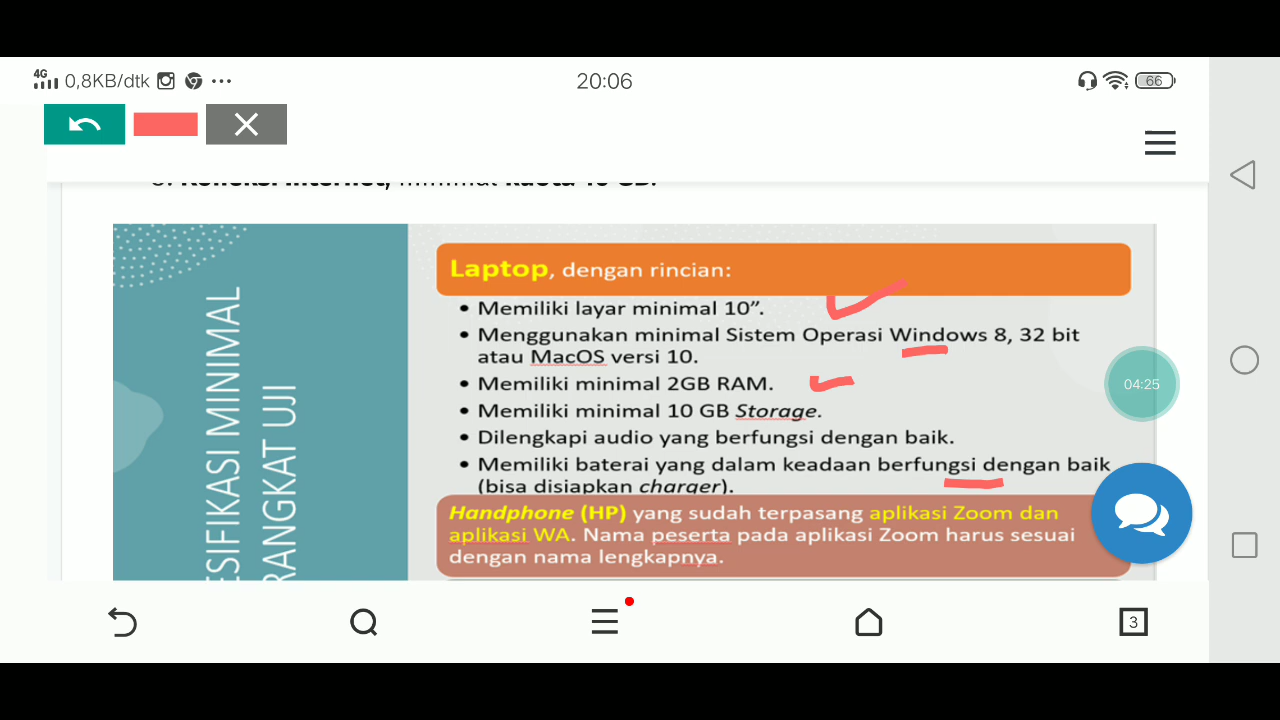 4G 0,8KB/dtk
20:06
66
Laptop, dengan rincian:
• Memiliki layar minimal 10”.
• Menggunakan minimal Sistem Operasi Windows 8, 32 bit
atau MacOS versi 10.
• Memiliki minimal 2GB RAM.
• Memiliki minimal 10 GB Storage.
• Dilengkapi audio yang berfungsi dengan baik.
• Memiliki baterai yang dalam keadaan berfungsi dengan baik
(bisa disiapkan charger).
Handphone (HP) yang sudah terpasang aplikasi Zoom dan
aplikasi WA. Nama peserta pada aplikasi Zoom harus sesuai
dengan nama lengkapnya.
ESIFIKASI MINIMAL
RANGKAT UJI
04:25
3